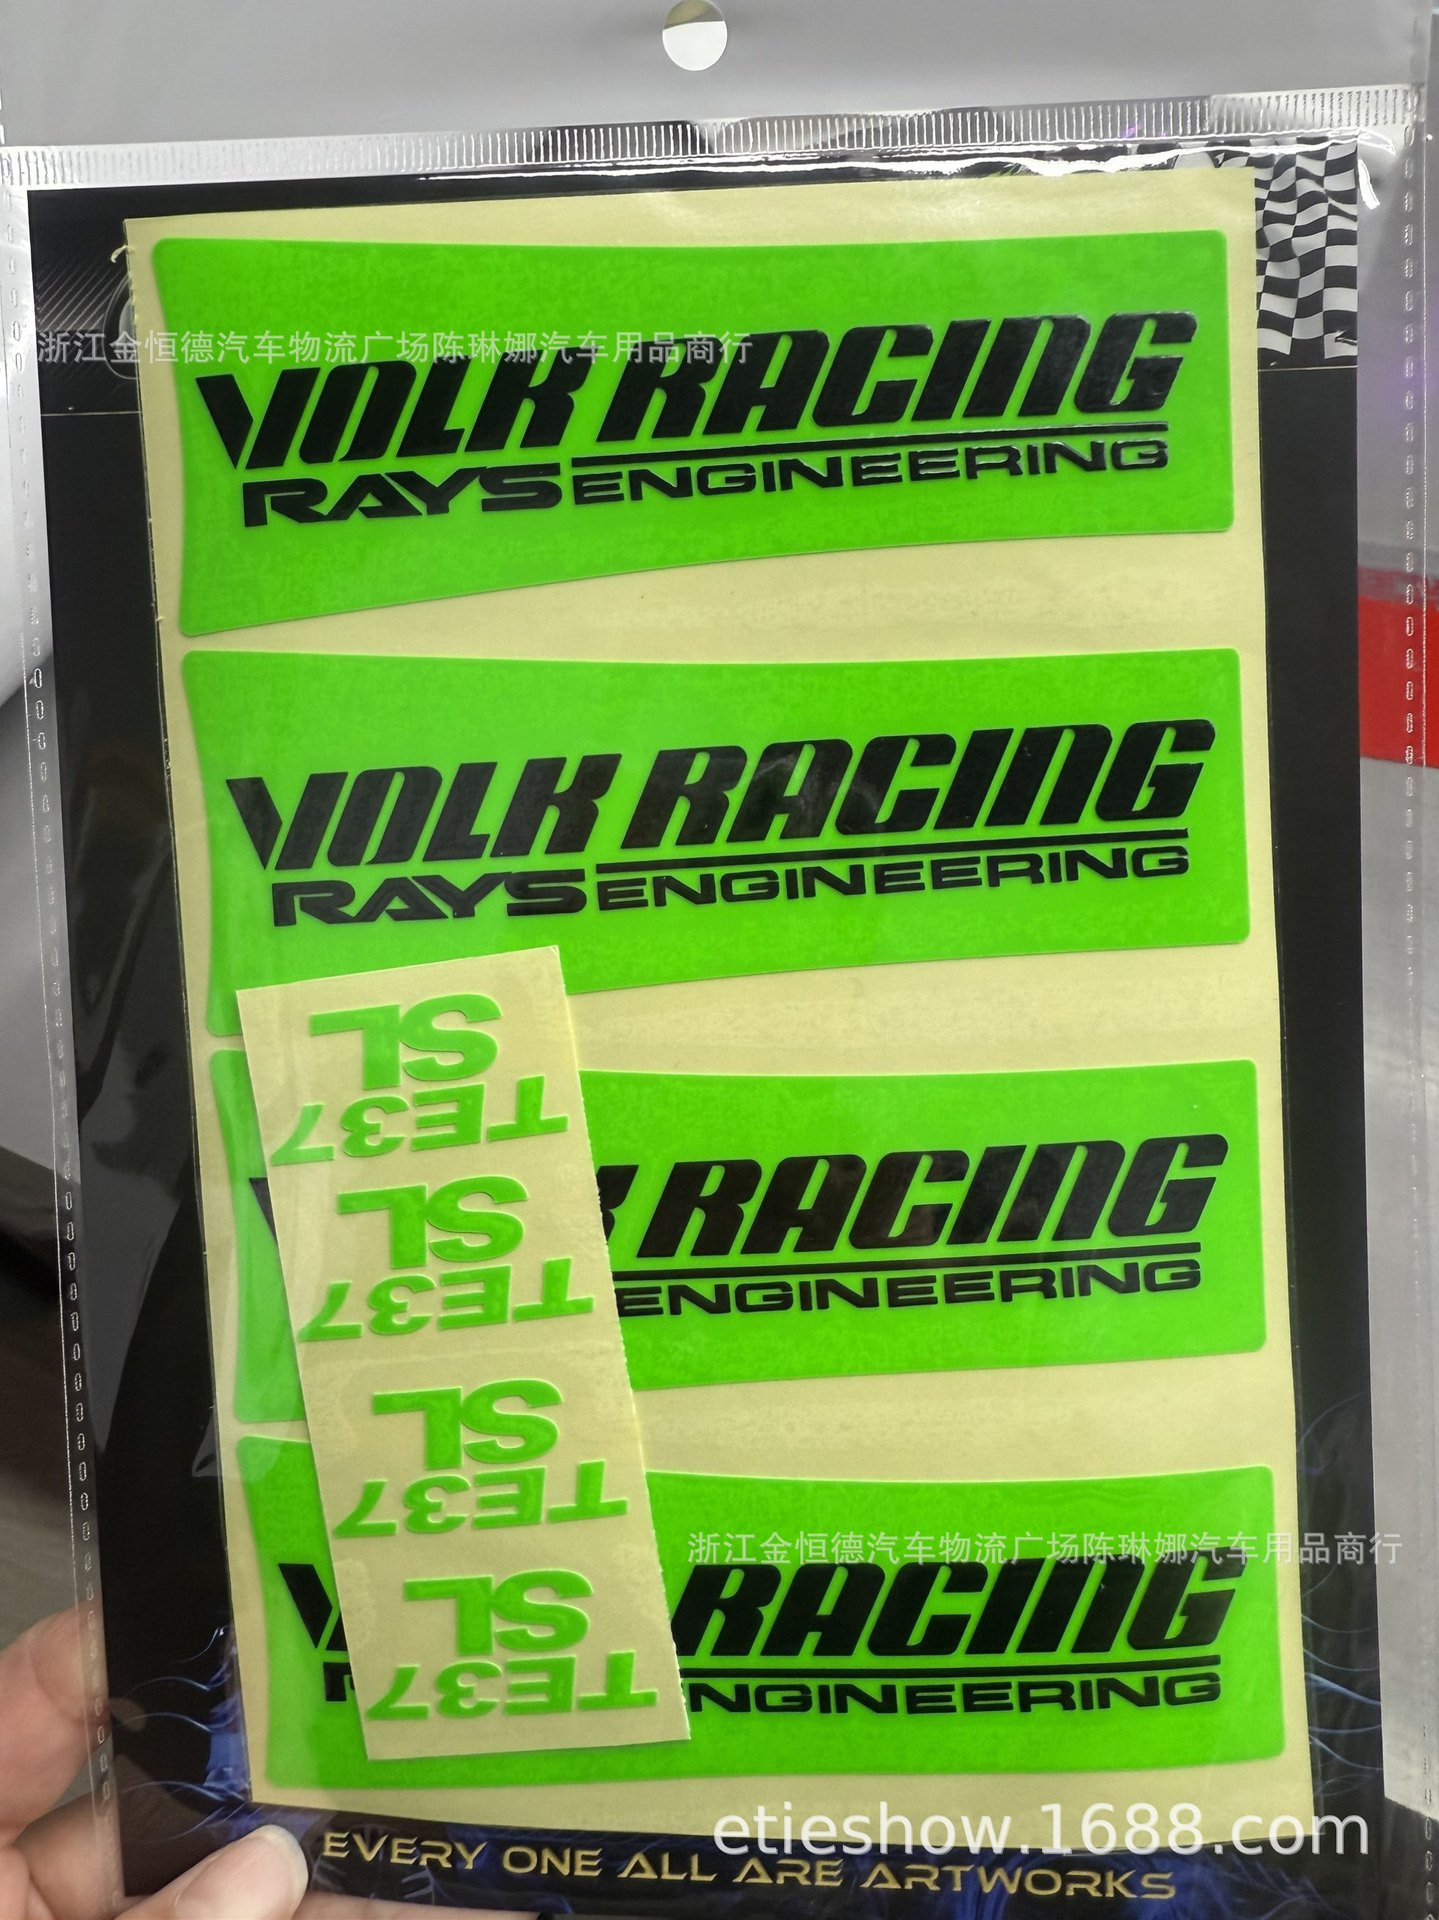 浙江金恒德汽车物流广场陈琳娜汽车用品商行
VOLK RACING
RAYS ENGINEERING
VOLK RACING
RAYS ENGINEERING
SL
TE37
K RACING
ENGINEERING
SL
TE37
SL
TE37
浙江金恒德汽车物流广场陈琳娜汽车用品商行
V RACING
R NGINEERING
SL
TE37
etieshow.1688.com
EVERY ONE ALL ARE ARTWORKS